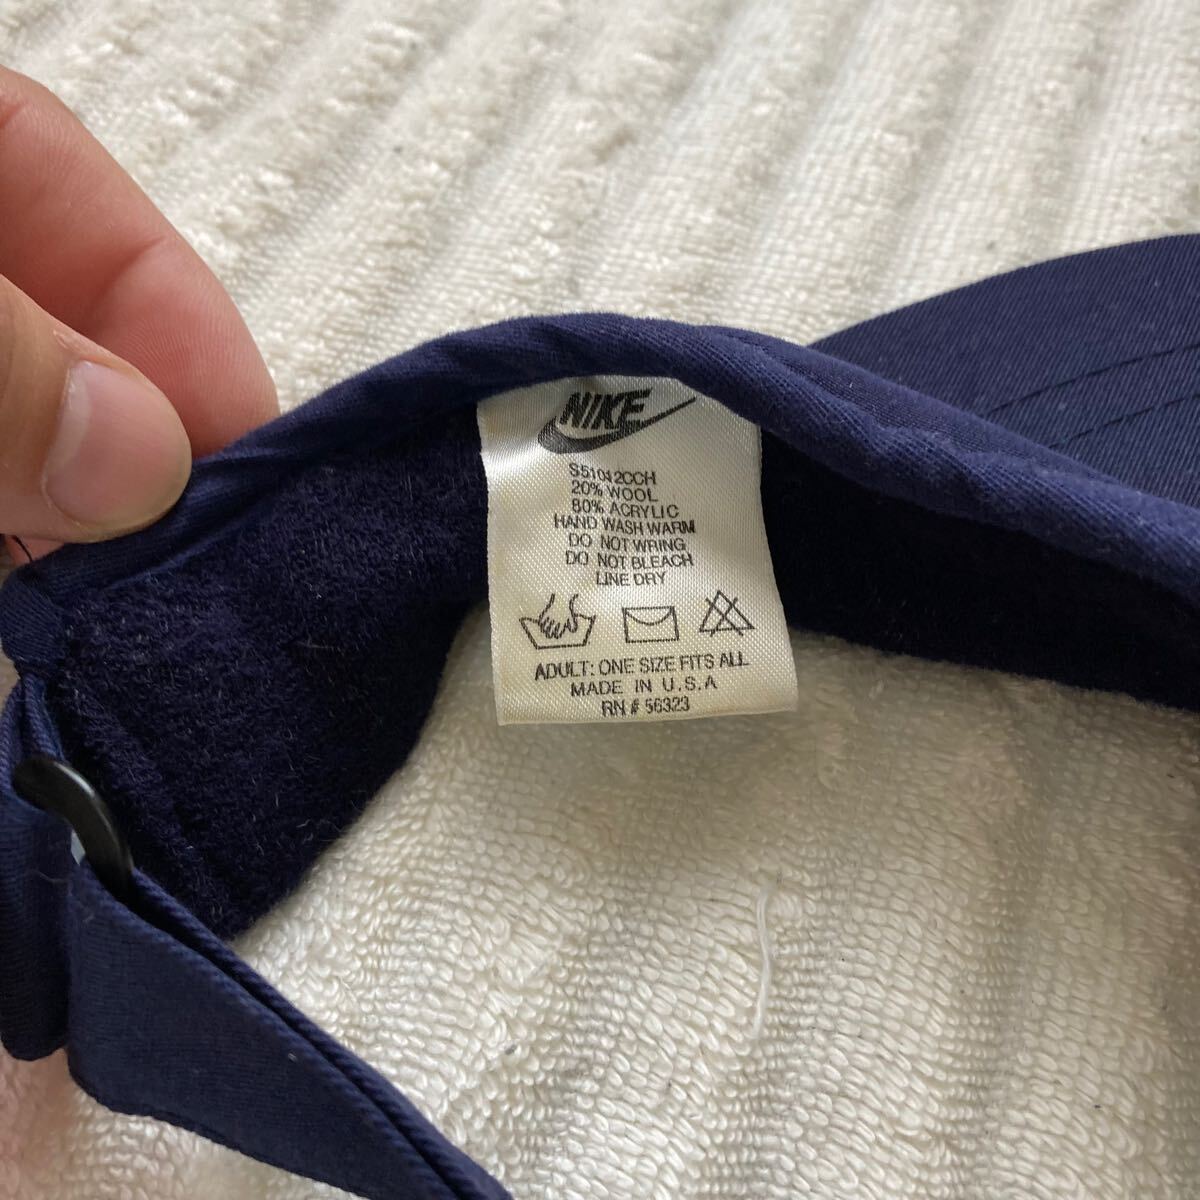 NIKE
S51012CCH
20% WOOL
80% ACRYLIC
HAND WASH WARM
DO NOT WRING
DO NOT BLEACH
LINE DRY
ADULT: ONE SIZE FITS ALL
MADE IN U.S.A
RN # 56323